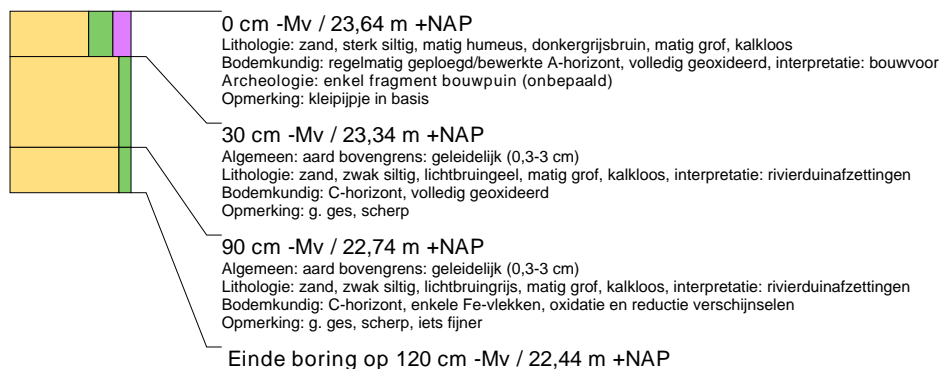 0 cm -Mv / 23,64 m +NAP
Lithologie: zand, sterk siltig, matig humeus, donkergrijsbruin, matig grof, kalkloos
Bodemkundig: regelmatig geploegd/bewerkte A-horizont, volledig geoxideerd, interpretatie: bouwvoor
Archeologie: enkel fragment bouwpuin (onbepaald)
Opmerking: kleipijpje in basis
30 cm -Mv / 23,34 m +NAP
Algemeen: aard bovengrens: geleidelijk (0,3-3 cm)
Lithologie: zand, zwak siltig, lichtbruingeel, matig grof, kalkloos, interpretatie: rivierduinafzettingen
Bodemkundig: C-horizont, volledig geoxideerd
Opmerking: g. ges, scherp
90 cm -Mv / 22,74 m +NAP
Algemeen: aard bovengrens: geleidelijk (0,3-3 cm)
Lithologie: zand, zwak siltig, lichtbruingrijs, matig grof, kalkloos, interpretatie: rivierduinafzettingen
Bodemkundig: C-horizont, enkele Fe-vlekken, oxidatie en reductie verschijnselen
Opmerking: g. ges, scherp, iets fijner
Einde boring op 120 cm -Mv / 22,44 m +NAP